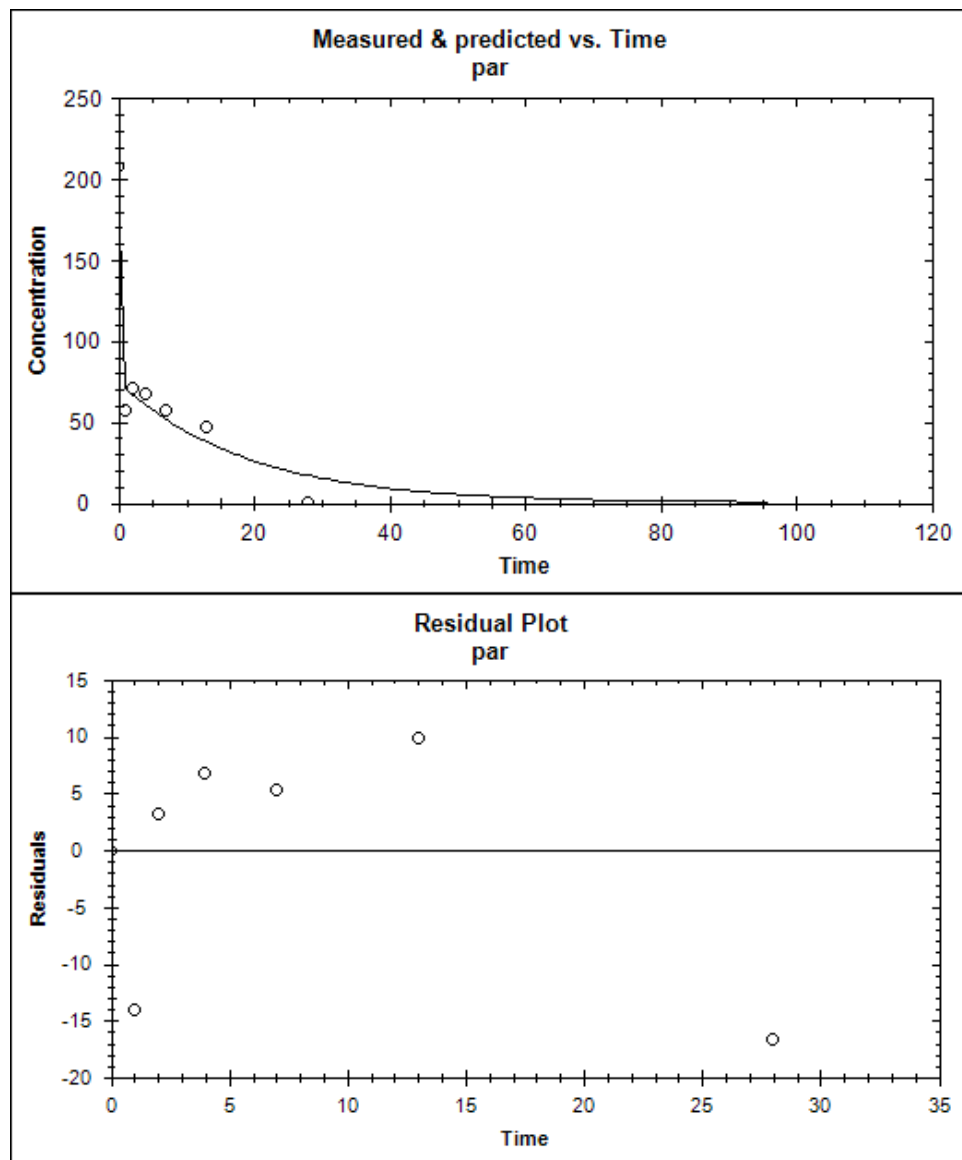 Measured & predicted vs. Time
par
250
200
150
100
50
0
Concentration
0 20 40 60 80 100 120
Time
Residual Plot
par
15
10
5
0
-5
-10
-15
-20
Residuals
0 5 10 15 20 25 30 35
Time